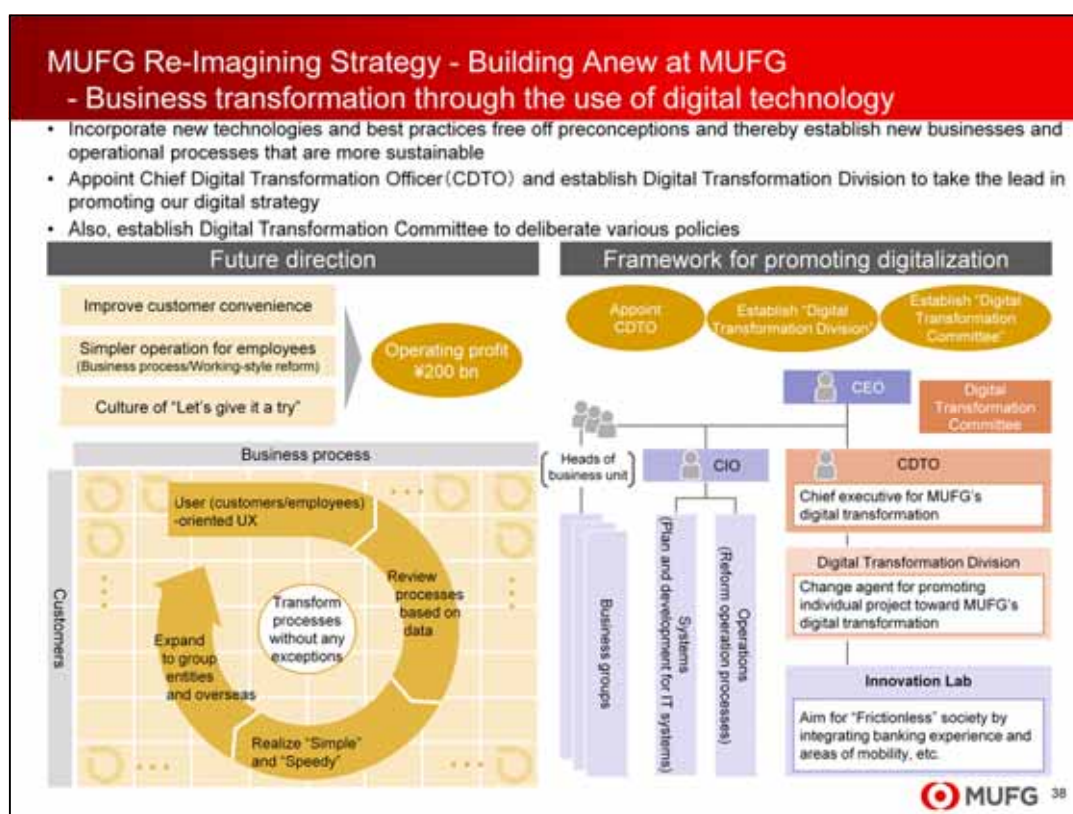 MUFG Re-Imagining Strategy - Building Anew at MUFG
- Business transformation through the use of digital technology
• Incorporate new technologies and best practices free off preconceptions and thereby establish new businesses and
operational processes that are more sustainable
• Appoint Chief Digital Transformation Officer(CDTO) and establish Digital Transformation Division to take the lead in
promoting our digital strategy
• Also, establish Digital Transformation Committee to deliberate various policies
Future direction
Improve customer convenience
Simpler operation for employees
(Business process/Working-style reform)
Culture of "Let's give it a try"
Operating profit
¥200 bn
Business process
Customers
User (customers/employees)
-oriented UX
Review
processes
based on
data
Transform
processes
without any
exceptions
Expand
to group
entities
and overseas
Realize "Simple"
and "Speedy"
Framework for promoting digitalization
Appoint
CDTO
Establish "Digital
Transformation Division"
Establish "Digital
Transformation
Committee"
CEO
Digital
Transformation
Committee
Heads of
business unit
CIO
CDTO
Chief executive for MUFG's
digital transformation
Business groups
Systems
(Plan and development for IT systems)
Operations
(Reform operation processes)
Digital Transformation Division
Change agent for promoting
individual project toward MUFG's
digital transformation
Innovation Lab
Aim for "Frictionless" society by
integrating banking experience and
areas of mobility, etc.
MUFG
38